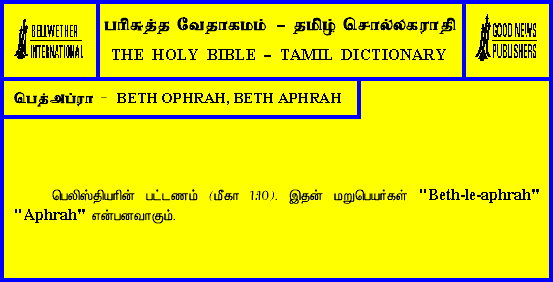 BELLWETHER
INTERNATIONAL
பரிசுத்த வேதாகமம் – தமிழ் சொல்லகராதி
THE HOLY BIBLE – TAMIL DICTIONARY
GOOD NEWS
PUBLISHERS
பெத்அப்ரா - BETH OPHRAH, BETH APHRAH
பெலிஸ்தியரின் பட்டணம் (மீகா 1:10). இதன் மறுபெயர்கள் "Beth-le-aphrah"
"Aphrah" என்பனவாகும்.